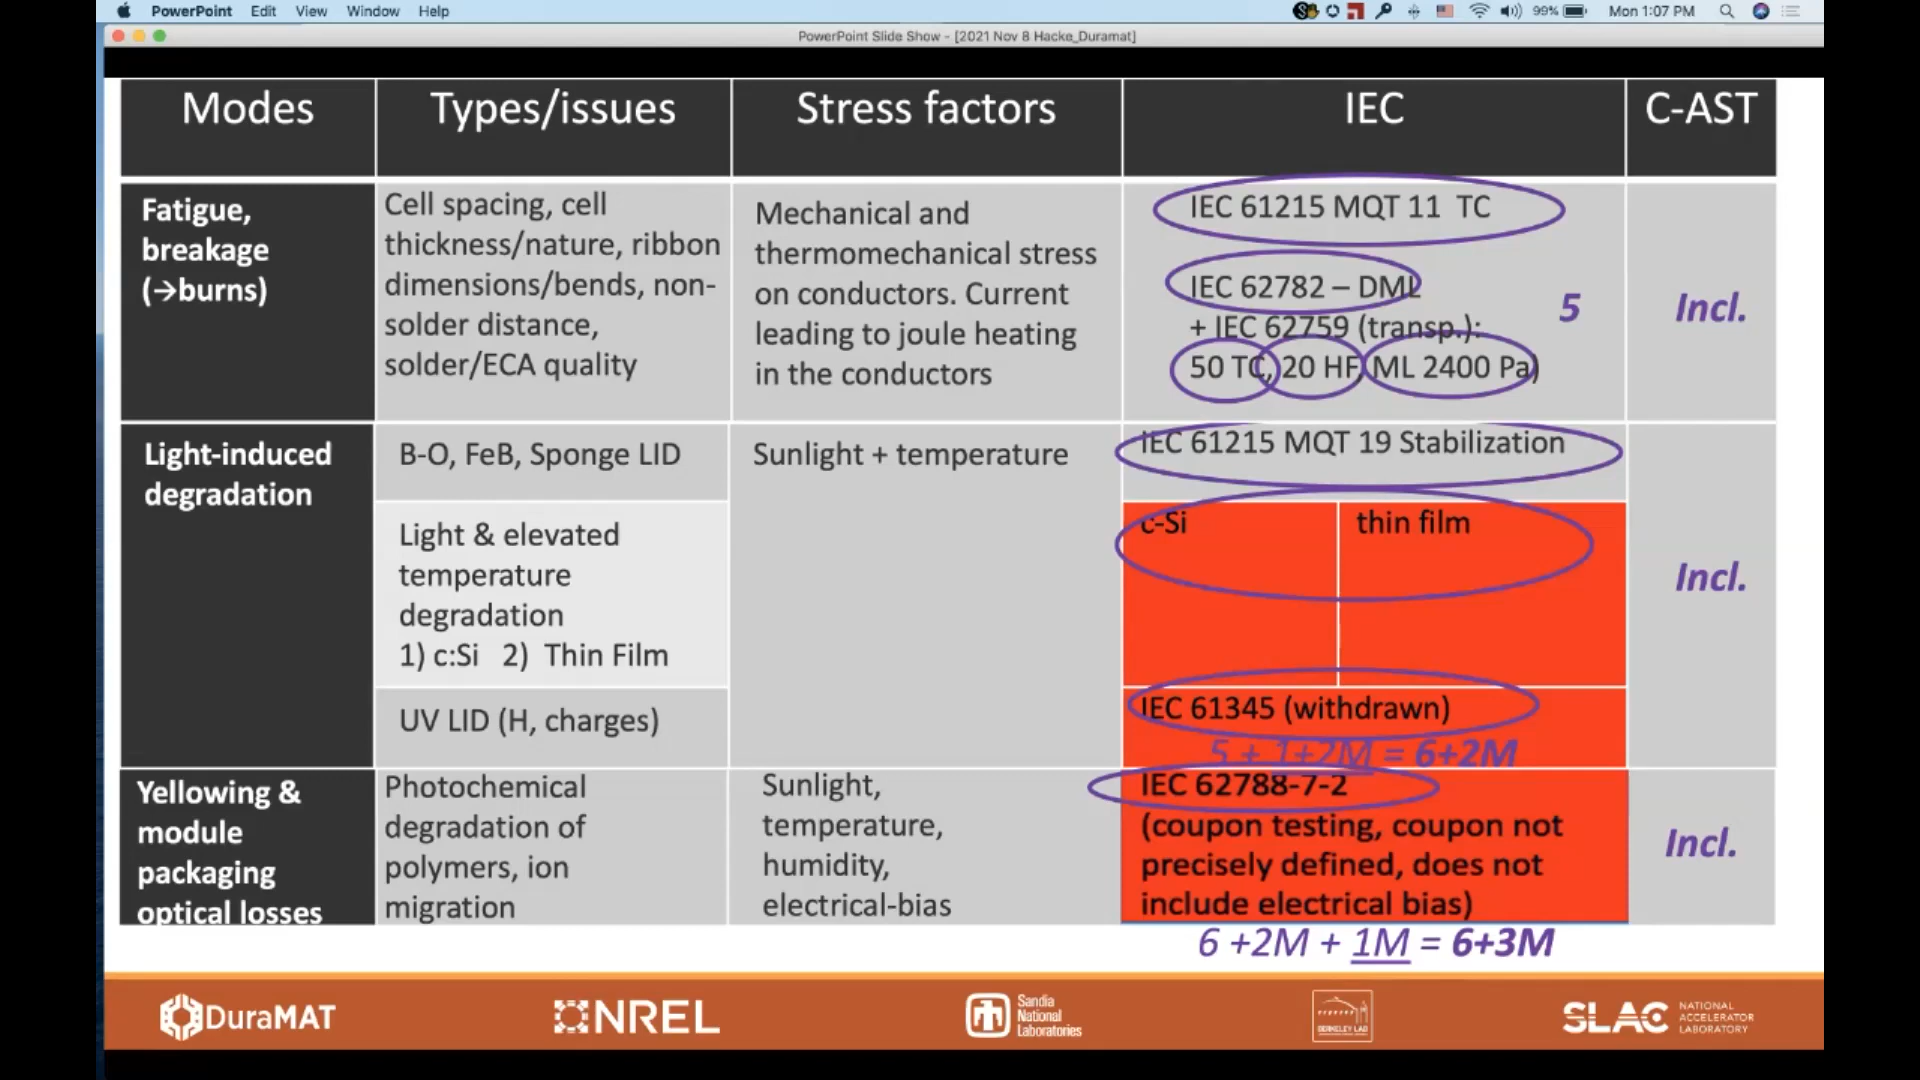 PowerPoint Edit View Window Help 99% Mon 1:07 PM
PowerPoint Slide Show - [2021 Nov 8 Hacke_Duramat]
Modes Types/issues Stress factors IEC C-AST
Fatigue,
breakage
(→burns)
Cell spacing, cell
thickness/nature, ribbon
dimensions/bends, non-
solder distance,
solder/ECA quality
Mechanical and
thermomechanical stress
on conductors. Current
leading to joule heating
in the conductors
IEC 61215 MQT 11 TC
IEC 62782 – DML
+ IEC 62759 (transp.):
50 TC, 20 HF, ML 2400 Pa)
5
Incl.
Light-induced
degradation
B-O, FeB, Sponge LID
Sunlight + temperature
IEC 61215 MQT 19 Stabilization
Light & elevated
temperature
degradation
1) c:Si 2) Thin Film
c-Si thin film
Incl.
UV LID (H, charges)
IEC 61345 (withdrawn)
5 + 1+2M = 6+2M
Yellowing &
module
packaging
optical losses
Photochemical
degradation of
polymers, ion
migration
Sunlight,
temperature,
humidity,
electrical-bias
IEC 62788-7-2
(coupon testing, coupon not
precisely defined, does not
include electrical bias)
Incl.
6 +2M + 1M = 6+3M
DuraMAT
NREL
Sandia
National
Laboratories
BERKELEY LAB
SLAC
NATIONAL
ACCELERATOR
LABORATORY